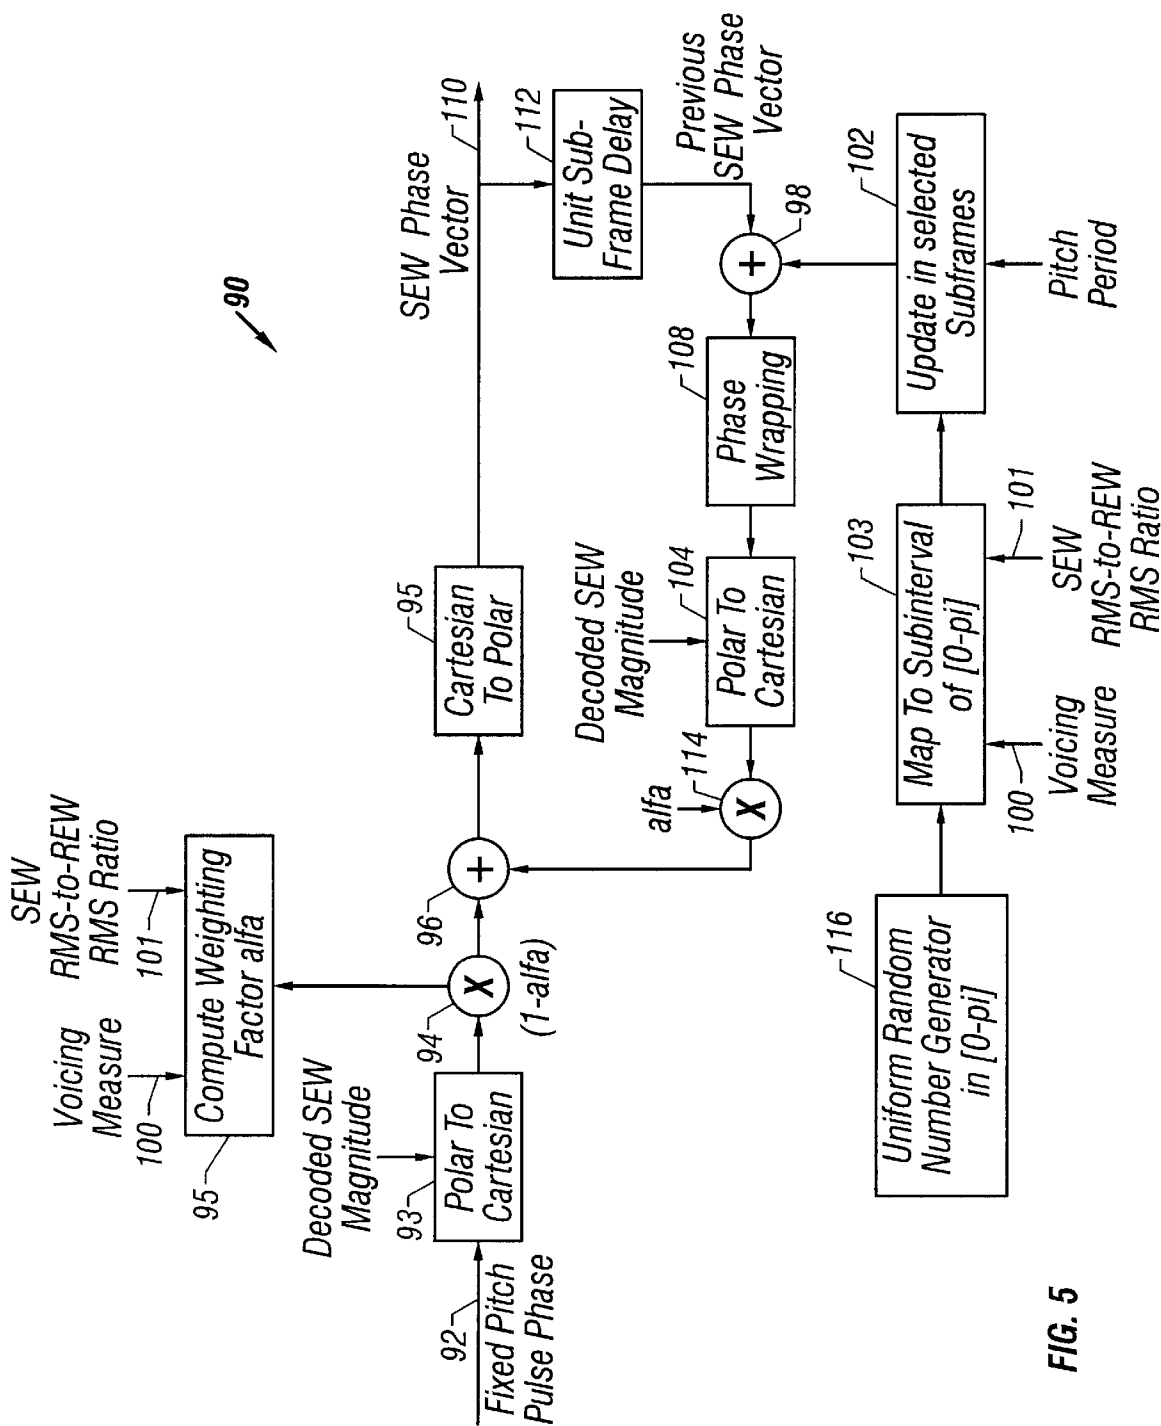 90
Voicing
Measure
100
SEW
RMS-to-REW
RMS Ratio
101
95
Compute Weighting
Factor alfa
Fixed Pitch
Pulse Phase
92
Decoded SEW
Magnitude
93
Polar To
Cartesian
94
X
(1-alfa)
96
+
Cartesian
To Polar
95
SEW Phase
Vector
110
112
Unit Sub-
Frame Delay
Previous
SEW Phase
Vector
98
+
108
Phase
Wrapping
Decoded SEW
Magnitude
104
Polar To
Cartesian
alfa
114
X
116
Uniform Random
Number Generator
in [0-pi]
103
Map To Subinterval
of [0-pi]
100
Voicing
Measure
101
SEW
RMS-to-REW
RMS Ratio
102
Update in selected
Subframes
Pitch
Period
FIG. 5